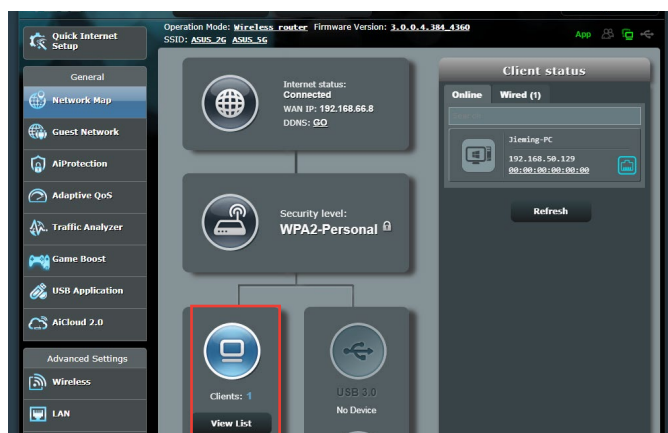 Operation Mode: Wireless router Firmware Version: 3.0.0.4.384_4360
SSID: ASUS_2G ASUS_5G
App
Quick Internet
Setup
General
Network Map
Guest Network
AiProtection
Adaptive QoS
Traffic Analyzer
Game Boost
USB Application
AiCloud 2.0
Advanced Settings
Wireless
LAN
Internet status:
Connected
WAN IP: 192.168.66.8
DDNS: GO
Security level:
WPA2-Personal
Clients: 1
View List
USB 3.0
No Device
Client status
Online Wired (1)
Jieming-PC
192.168.50.129
00:00:00:00:00:00
Refresh